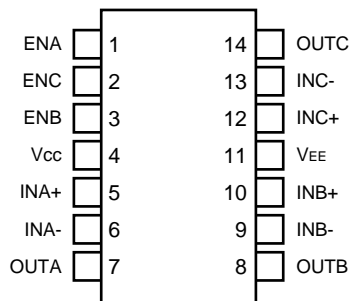 ENA 1 14 OUTC
ENC 2 13 INC-
ENB 3 12 INC+
Vcc 4 11 VEE
INA+ 5 10 INB+
INA- 6 9 INB-
OUTA 7 8 OUTB